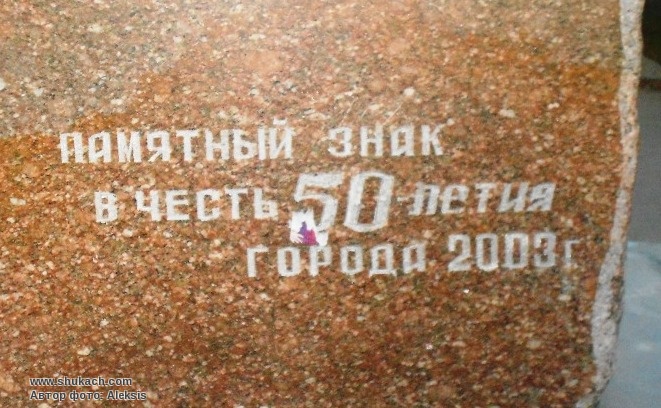 ПАМЯТНЫЙ ЗНАК
В ЧЕСТЬ 50-ЛЕТИЯ
ГОРОДА 2003г
www.shukach.com
Автор фото: Aleksis